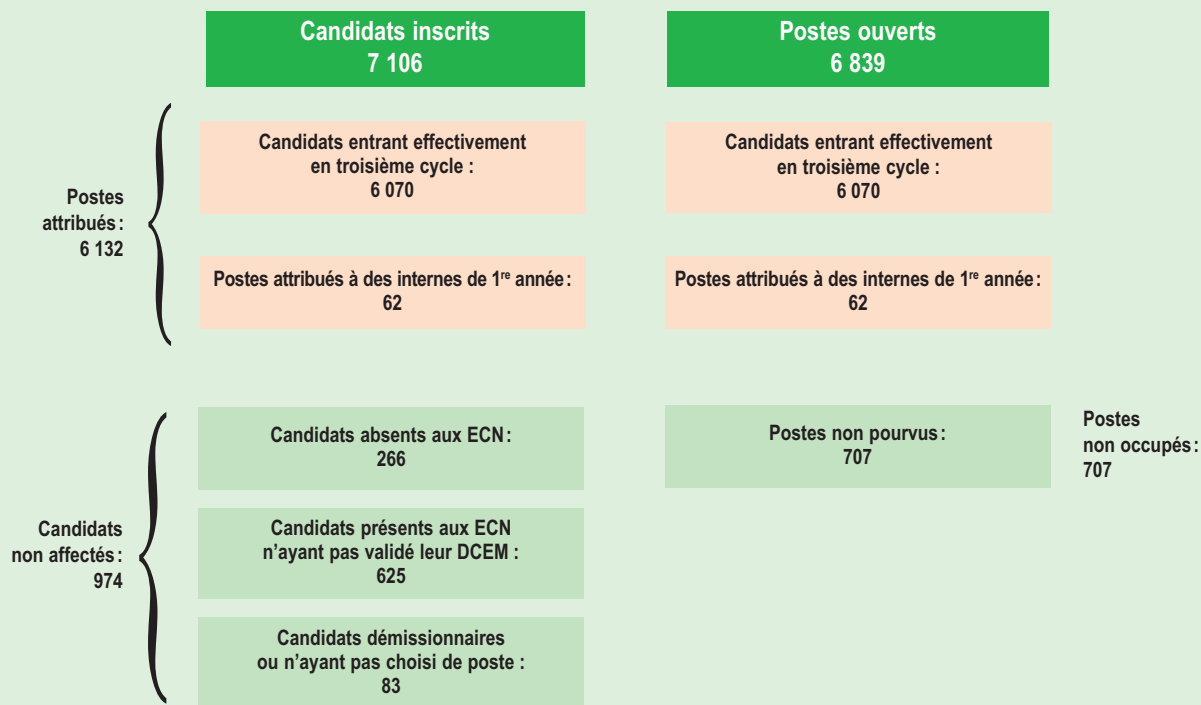 Candidats inscrits
7 106
Postes ouverts
6 839
Postes
attribués :
6 132
Candidats entrant effectivement
en troisième cycle :
6 070
Candidats entrant effectivement
en troisième cycle :
6 070
Postes attribués à des internes de 1re année :
62
Postes attribués à des internes de 1re année :
62
Candidats
non affectés :
974
Candidats absents aux ECN :
266
Postes non pourvus :
707
Postes
non occupés :
707
Candidats présents aux ECN
n’ayant pas validé leur DCEM :
625
Candidats démissionnaires
ou n’ayant pas choisi de poste :
83